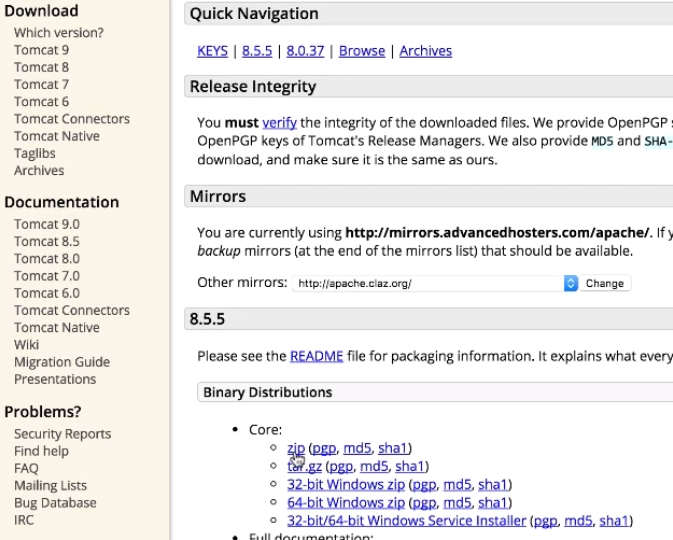 Download
Which version?
Tomcat 9
Tomcat 8
Tomcat 7
Tomcat 6
Tomcat Connectors
Tomcat Native
Taglibs
Archives
Documentation
Tomcat 9.0
Tomcat 8.5
Tomcat 8.0
Tomcat 7.0
Tomcat 6.0
Tomcat Connectors
Tomcat Native
Wiki
Migration Guide
Presentations
Problems?
Security Reports
Find help
FAQ
Mailing Lists
Bug Database
IRC
Quick Navigation
KEYS | 8.5.5 | 8.0.37 | Browse | Archives
Release Integrity
You must verify the integrity of the downloaded files. We provide OpenPGP
OpenPGP keys of Tomcat's Release Managers. We also provide MD5 and SHA-
download, and make sure it is the same as ours.
Mirrors
You are currently using http://mirrors.advancedhosters.com/apache/. If
backup mirrors (at the end of the mirrors list) that should be available.
Other mirrors: http://apache.claz.org/ Change
8.5.5
Please see the README file for packaging information. It explains what every
Binary Distributions
• Core:
zip (pgp, md5, sha1)
tar.gz (pgp, md5, sha1)
32-bit Windows zip (pgp, md5, sha1)
64-bit Windows zip (pgp, md5, sha1)
32-bit/64-bit Windows Service Installer (pgp, md5, sha1)
• Full documentation: